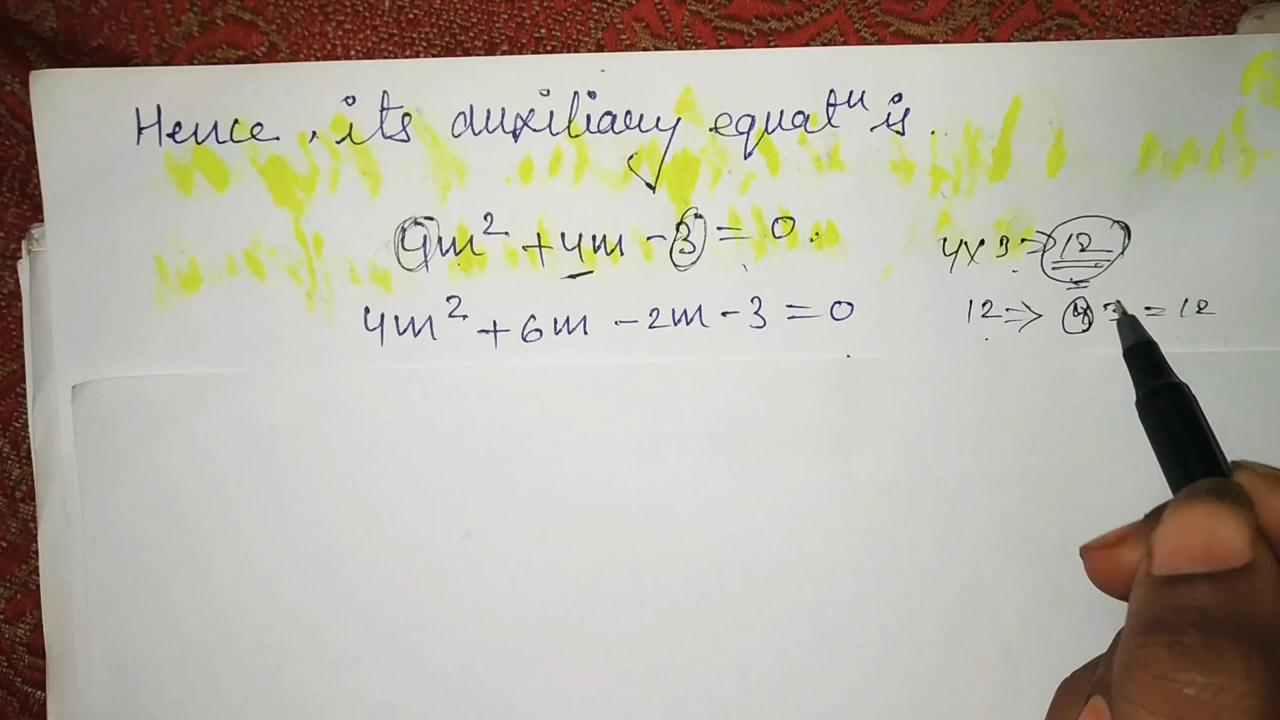 Hence, its auxiliary equatⁿ is.
4m² + 4m - 3 = 0.
4 x 3 => 12
4m² + 6m - 2m - 3 = 0
12 => 4 3 = 12